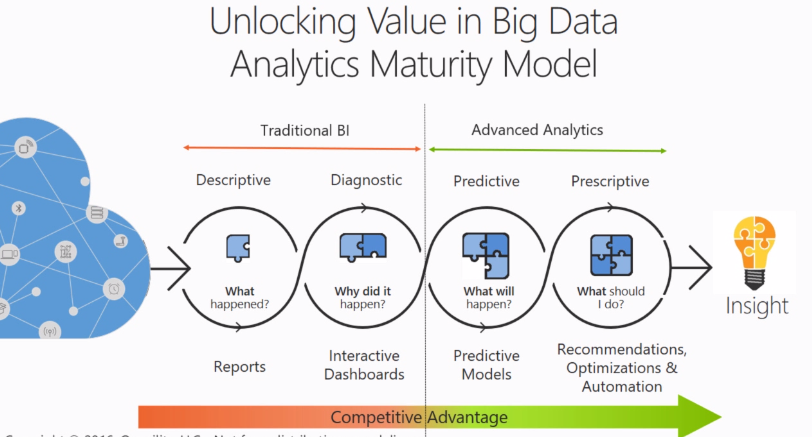 Unlocking Value in Big Data
Analytics Maturity Model
Traditional BI
Advanced Analytics
Descriptive
Diagnostic
Predictive
Prescriptive
What
happened?
Why did it
happen?
What will
happen?
What should
I do?
Insight
Reports
Interactive
Dashboards
Predictive
Models
Recommendations,
Optimizations &
Automation
Competitive Advantage